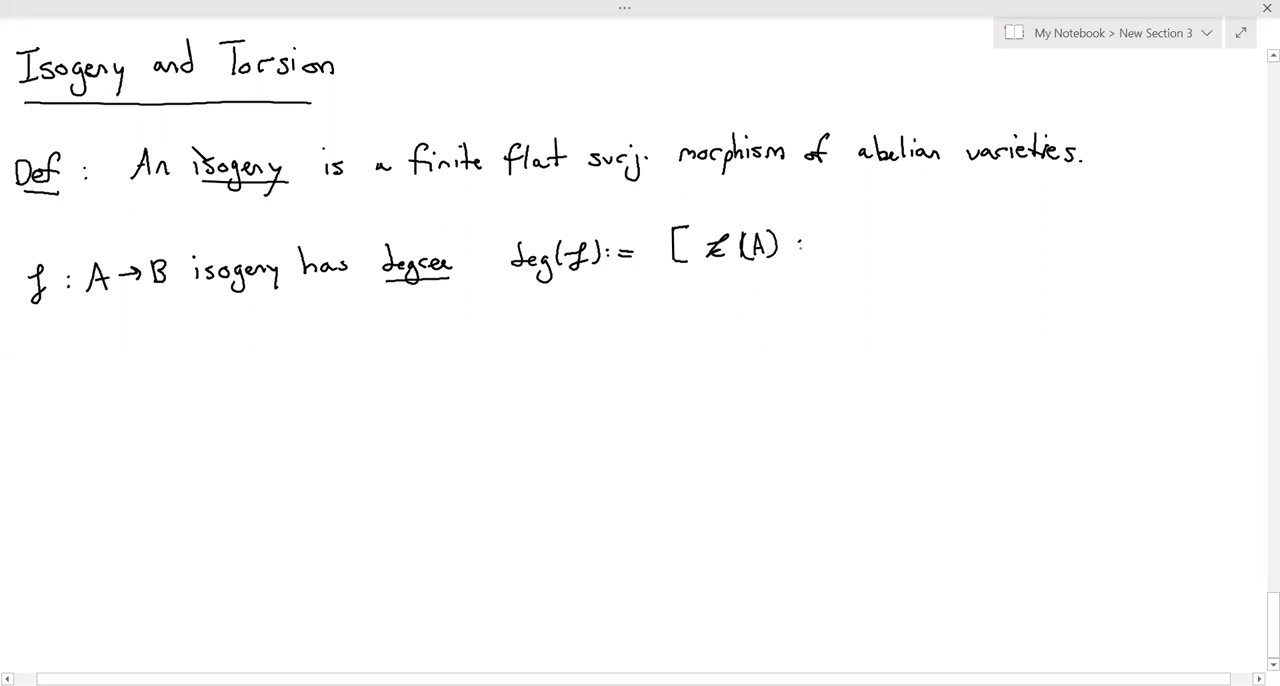 My Notebook > New Section 3
Isogeny and Torsion
Def : An isogeny is a finite flat surj. morphism of abelian varieties.
f : A → B isogeny has degree deg(f) := [ k(A) :